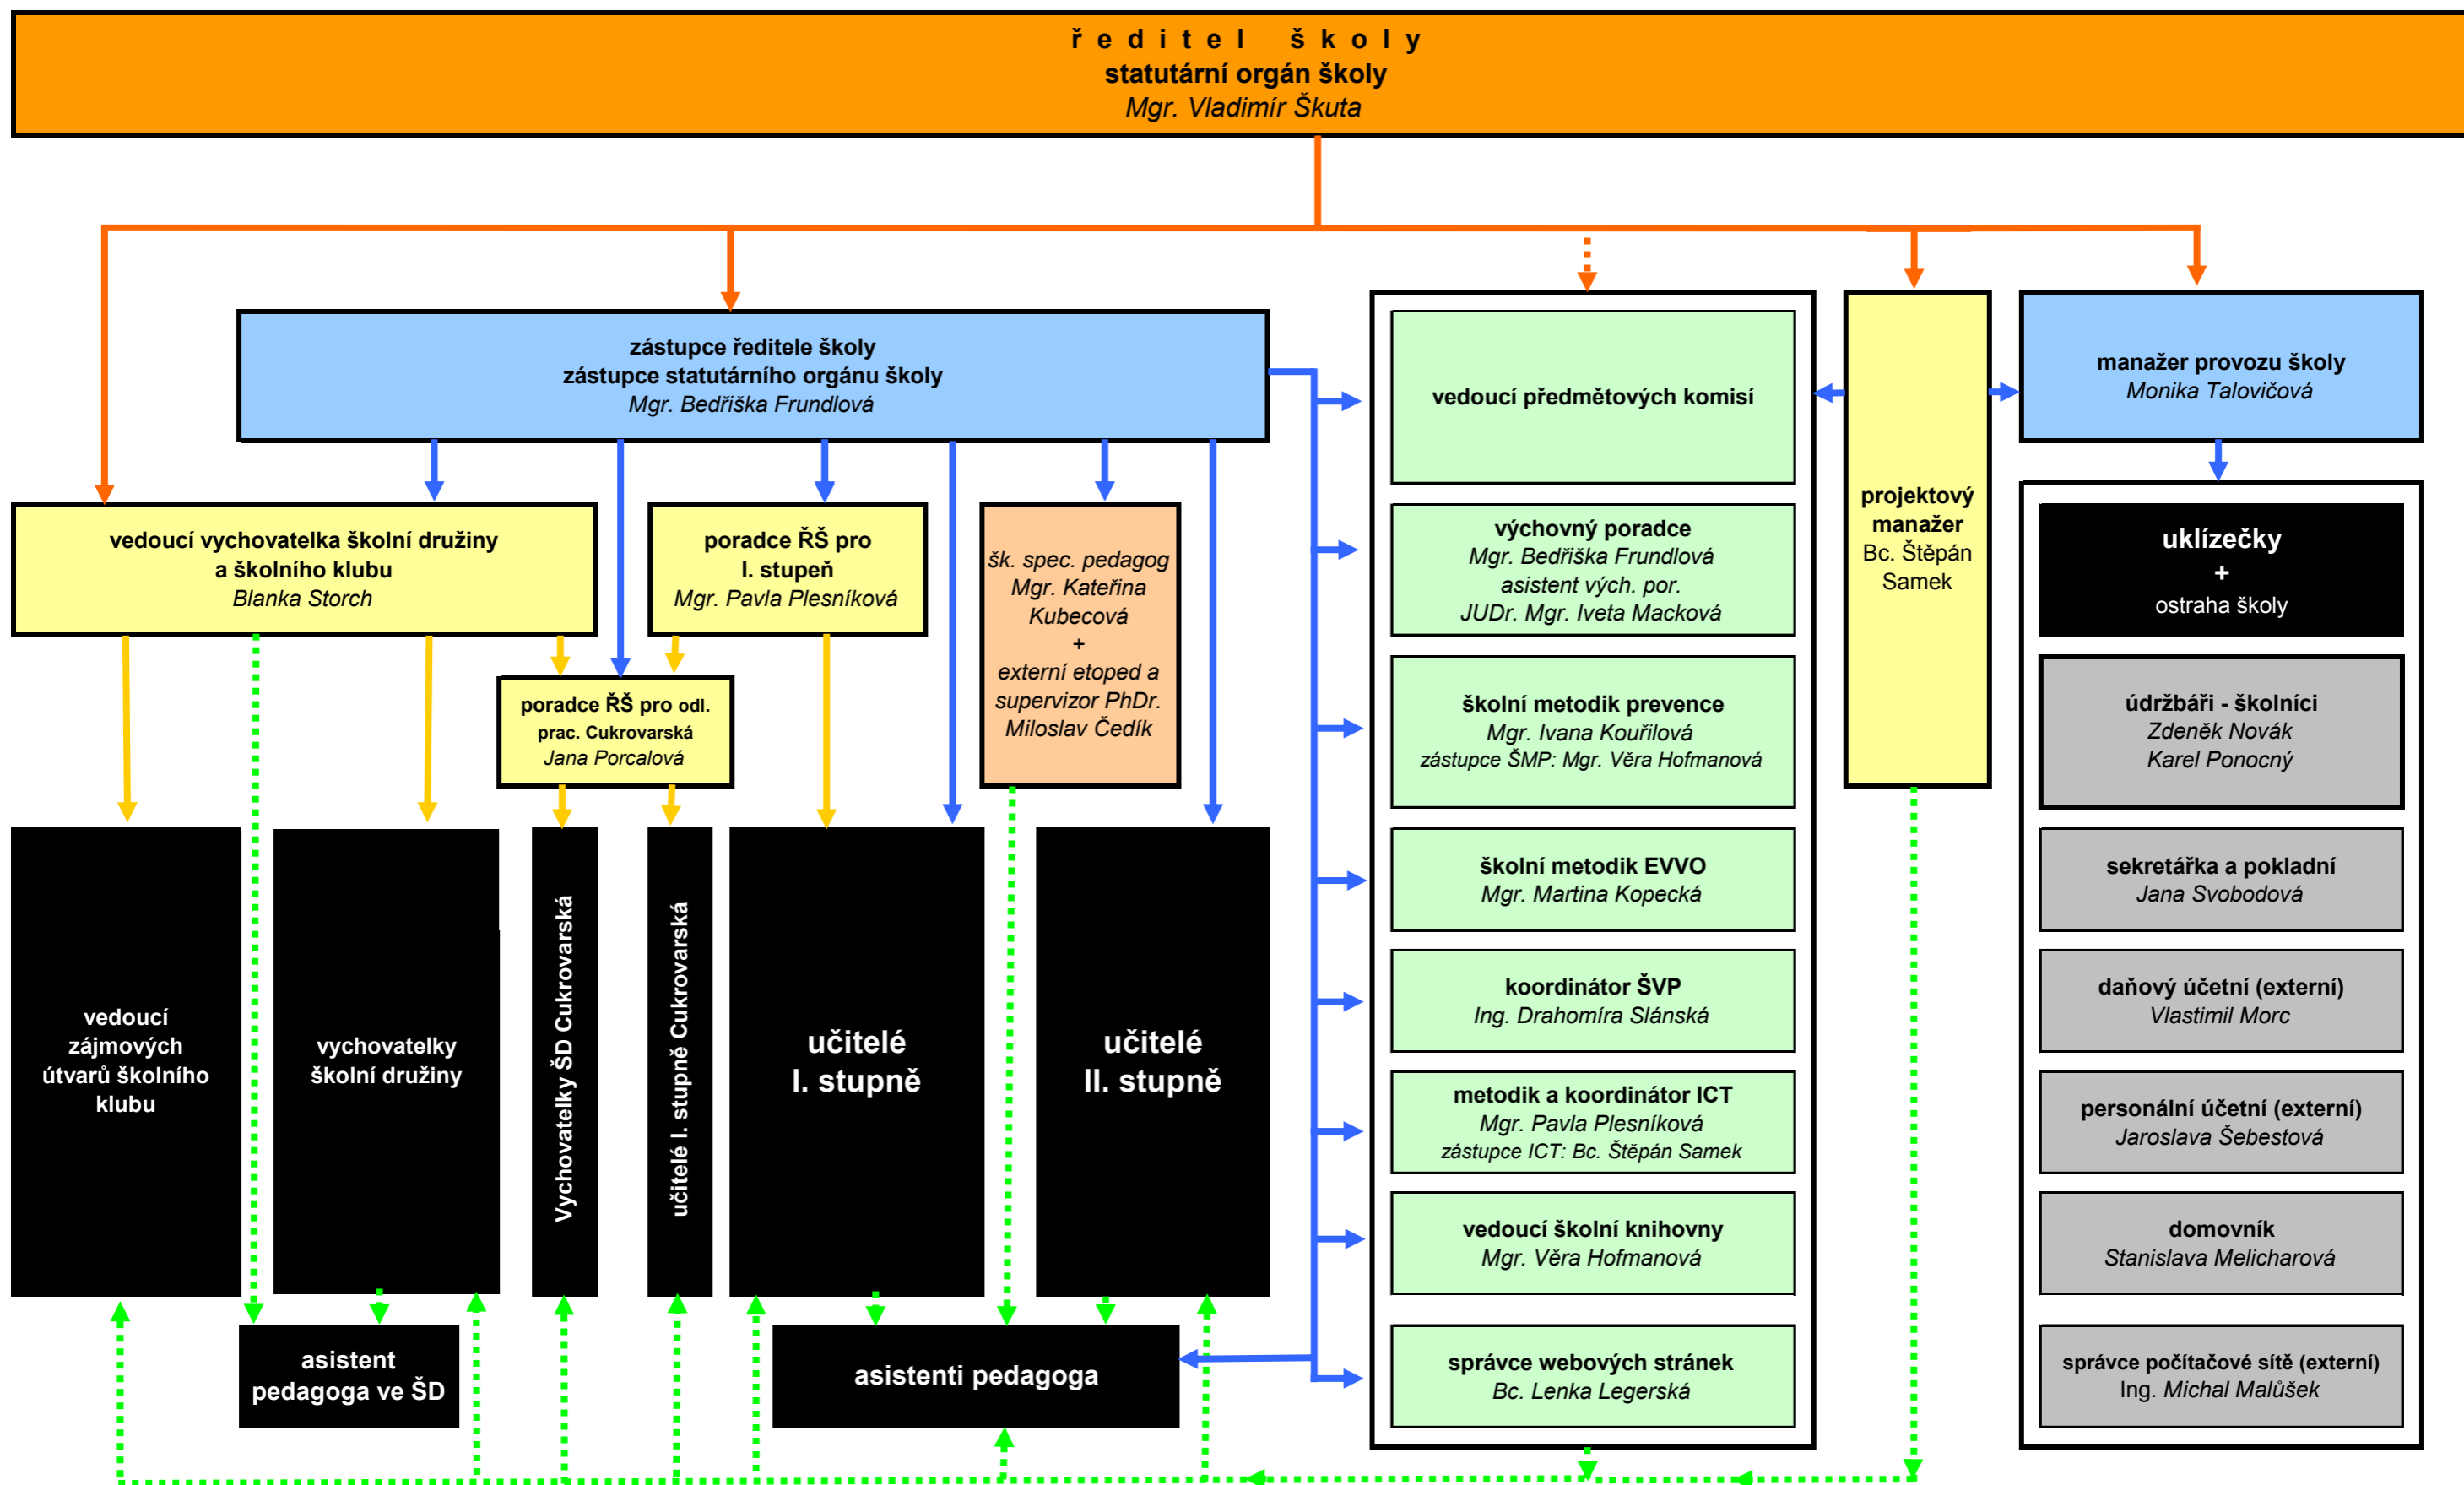 ředitel školy
statutární orgán školy
Mgr. Vladimír Škuta
zástupce ředitele školy
zástupce statutárního orgánu školy
Mgr. Bedřiška Frundlová
vedoucí vychovatelka školní družiny
a školního klubu
Blanka Storch
poradce ŘŠ pro
I. stupeň
Mgr. Pavla Plesníková
šk. spec. pedagog
Mgr. Kateřina
Kubecová
+
externí etoped a
supervizor PhDr.
Miloslav Čedík
poradce ŘŠ pro odl.
prac. Cukrovarská
Jana Porcalová
vedoucí
zájmových
útvarů školního
klubu
vychovatelky
školní družiny
Vychovatelky ŠD Cukrovarská
učitelé I. stupně Cukrovarská
učitelé
I. stupně
učitelé
II. stupně
asistent
pedagoga ve ŠD
asistenti pedagoga
vedoucí předmětových komisí
výchovný poradce
Mgr. Bedřiška Frundlová
asistent vých. por.
JUDr. Mgr. Iveta Macková
školní metodik prevence
Mgr. Ivana Kouřilová
zástupce ŠMP: Mgr. Věra Hofmanová
školní metodik EVVO
Mgr. Martina Kopecká
koordinátor ŠVP
Ing. Drahomíra Slánská
metodik a koordinátor ICT
Mgr. Pavla Plesníková
zástupce ICT: Bc. Štěpán Samek
vedoucí školní knihovny
Mgr. Věra Hofmanová
správce webových stránek
Bc. Lenka Legerská
projektový
manažer
Bc. Štěpán
Samek
manažer provozu školy
Monika Talovičová
uklízečky
+
ostraha školy
údržbáři - školníci
Zdeněk Novák
Karel Ponocný
sekretářka a pokladní
Jana Svobodová
daňový účetní (externí)
Vlastimil Morc
personální účetní (externí)
Jaroslava Šebestová
domovník
Stanislava Melicharová
správce počítačové sítě (externí)
Ing. Michal Malůšek